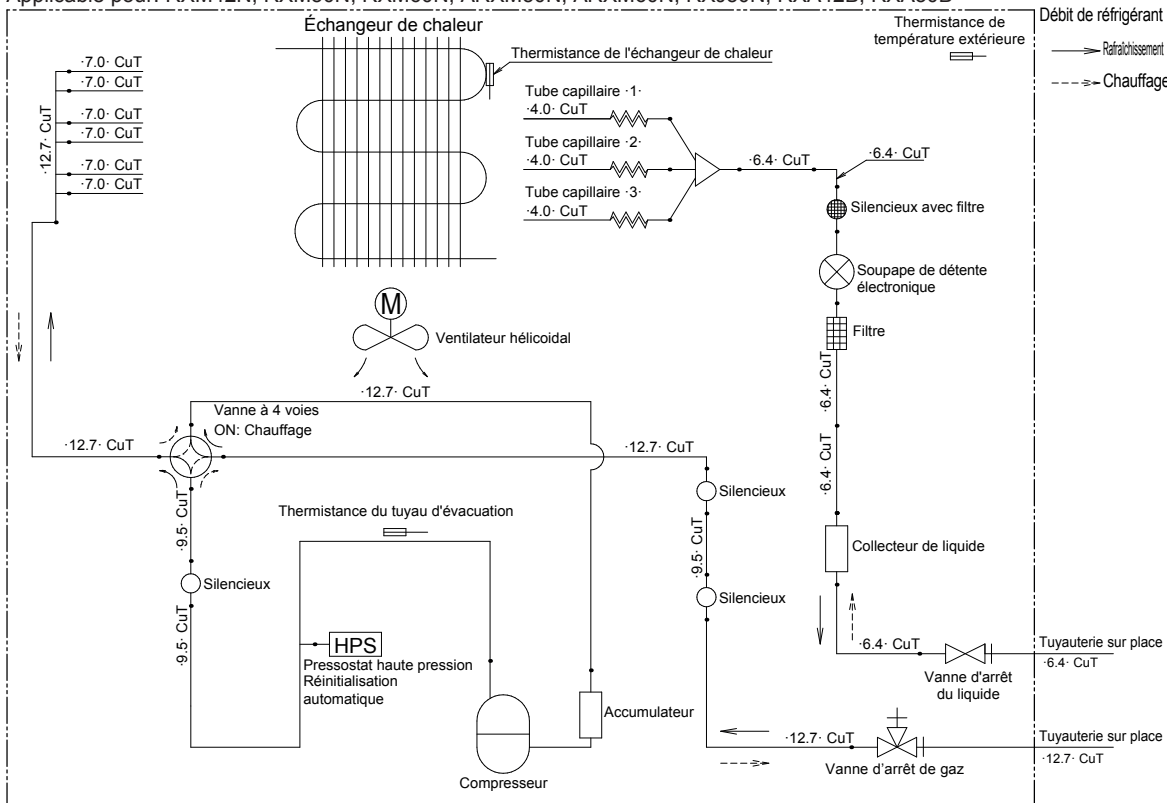 Échangeur de chaleur
Thermistance de
température extérieure
Débit de réfrigérant
Rafraîchissement
Chauffage
Thermistance de l'échangeur de chaleur
·7.0· CuT
·7.0· CuT
·7.0· CuT
·7.0· CuT
·7.0· CuT
·7.0· CuT
·12.7· CuT
Tube capillaire ·1·
·4.0· CuT
Tube capillaire ·2·
·4.0· CuT
Tube capillaire ·3·
·4.0· CuT
·6.4· CuT
·6.4· CuT
Silencieux avec filtre
Soupape de détente
électronique
Filtre
·6.4· CuT
·6.4· CuT
M
Ventilateur hélicoidal
·12.7· CuT
Vanne à 4 voies
ON: Chauffage
·12.7· CuT
·12.7· CuT
·9.5· CuT
Silencieux
·9.5· CuT
Thermistance du tuyau d'évacuation
HPS
Pressostat haute pression
Réinitialisation
automatique
Compresseur
Accumulateur
Silencieux
·9.5· CuT
Silencieux
Collecteur de liquide
·6.4· CuT
Vanne d'arrêt
du liquide
Tuyauterie sur place
·6.4· CuT
·12.7· CuT
Vanne d'arrêt de gaz
Tuyauterie sur place
·12.7· CuT